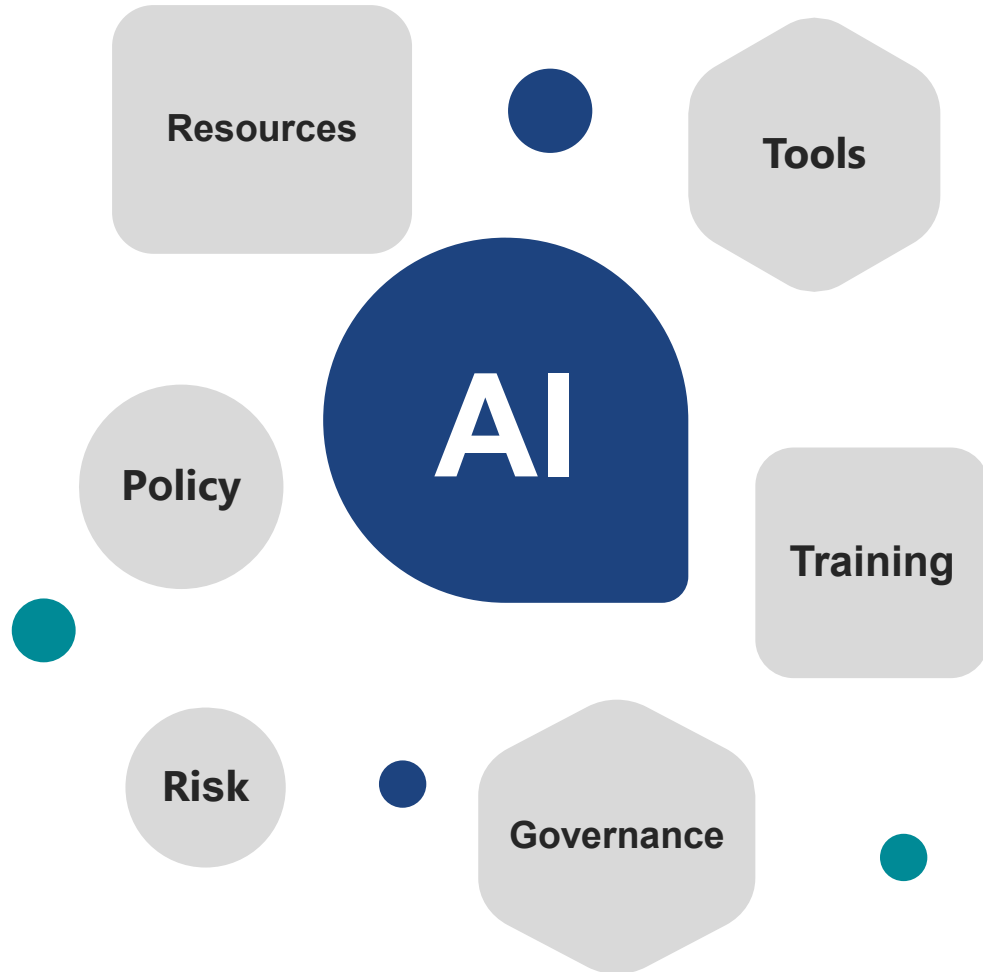 Resources
Tools
AI
Policy
Training
Risk
Governance